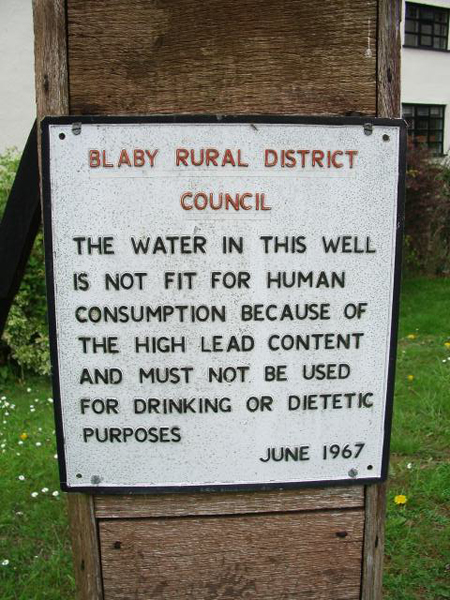 BLABY RURAL DISTRICT
COUNCIL
THE WATER IN THIS WELL
IS NOT FIT FOR HUMAN
CONSUMPTION BECAUSE OF
THE HIGH LEAD CONTENT
AND MUST NOT BE USED
FOR DRINKING OR DIETETIC
PURPOSES
JUNE 1967